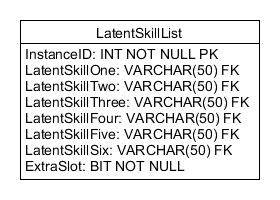 LatentSkillList
InstanceID: INT NOT NULL PK
LatentSkillOne: VARCHAR(50) FK
LatentSkillTwo: VARCHAR(50) FK
LatentSkillThree: VARCHAR(50) FK
LatentSkillFour: VARCHAR(50) FK
LatentSkillFive: VARCHAR(50) FK
LatentSkillSix: VARCHAR(50) FK
ExtraSlot: BIT NOT NULL